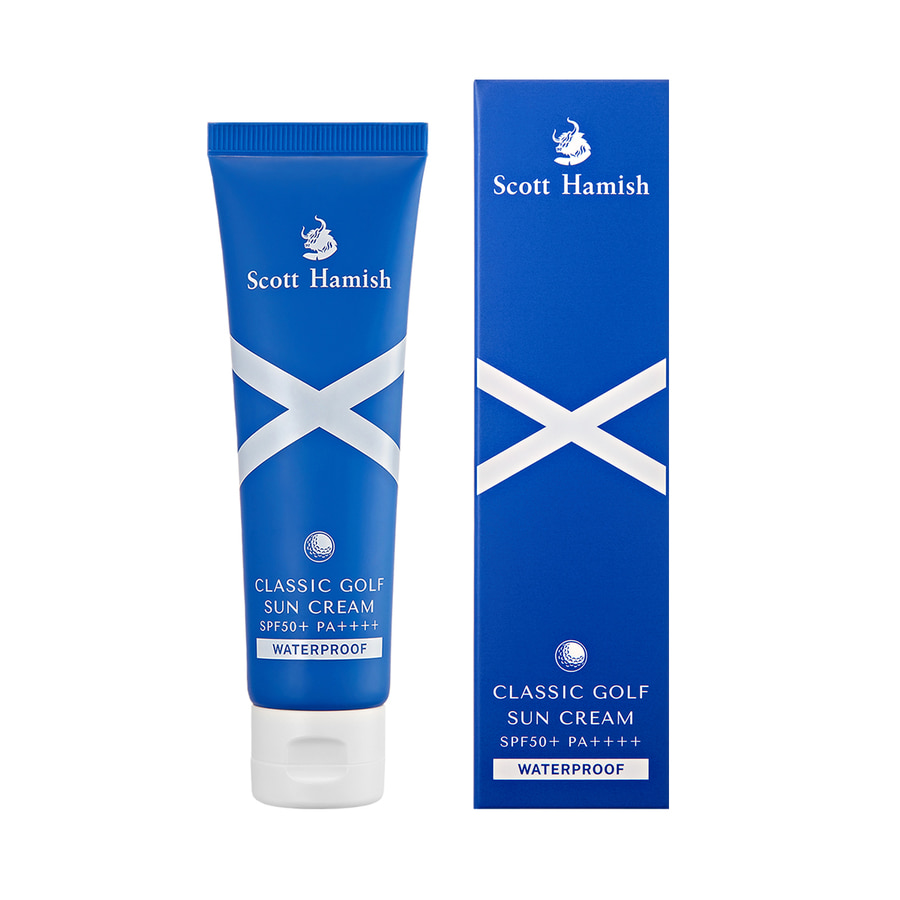 Scott Hamish
CLASSIC GOLF
SUN CREAM
SPF50+ PA++++
WATERPROOF
Scott Hamish
CLASSIC GOLF
SUN CREAM
SPF50+ PA++++
WATERPROOF